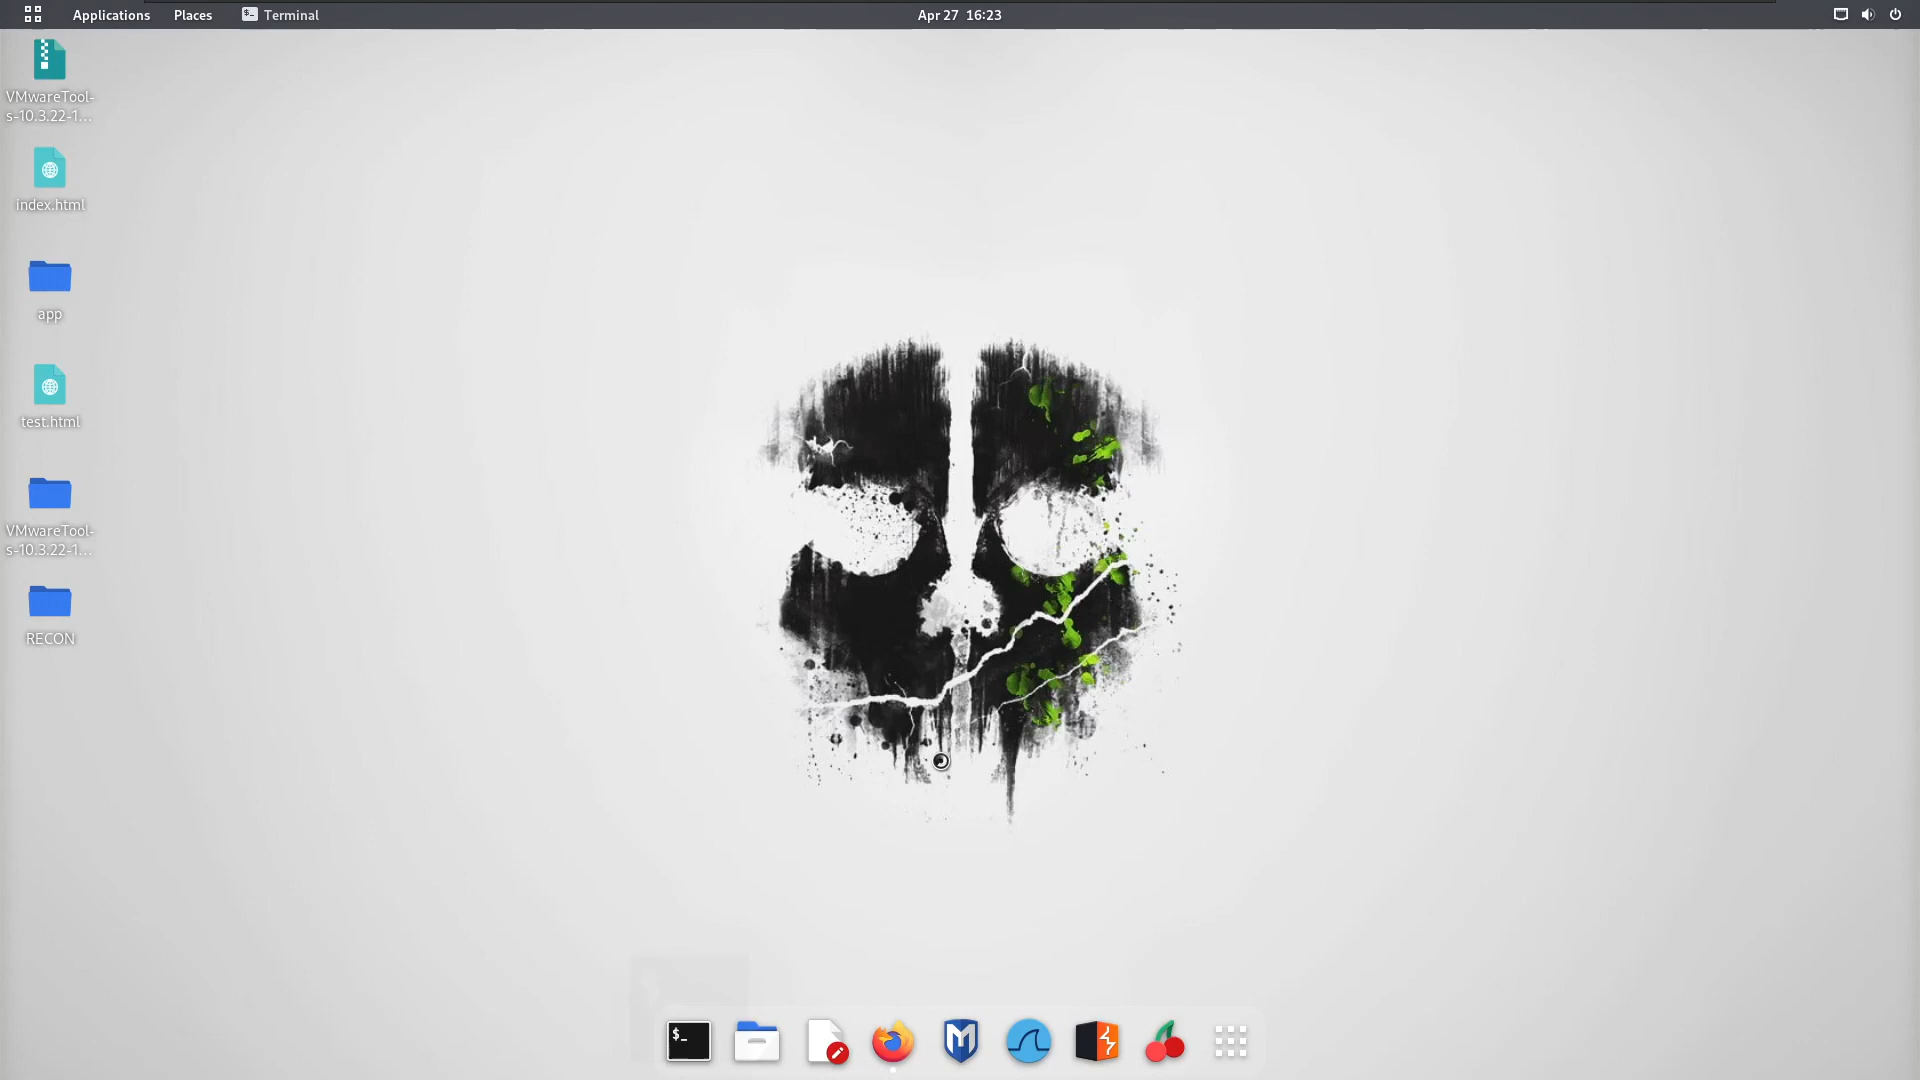 Applications Places Terminal Apr 27 16:23
VMwareTool-
s-10.3.22-1...
index.html
app
test.html
VMwareTool-
s-10.3.22-1...
RECON
$-